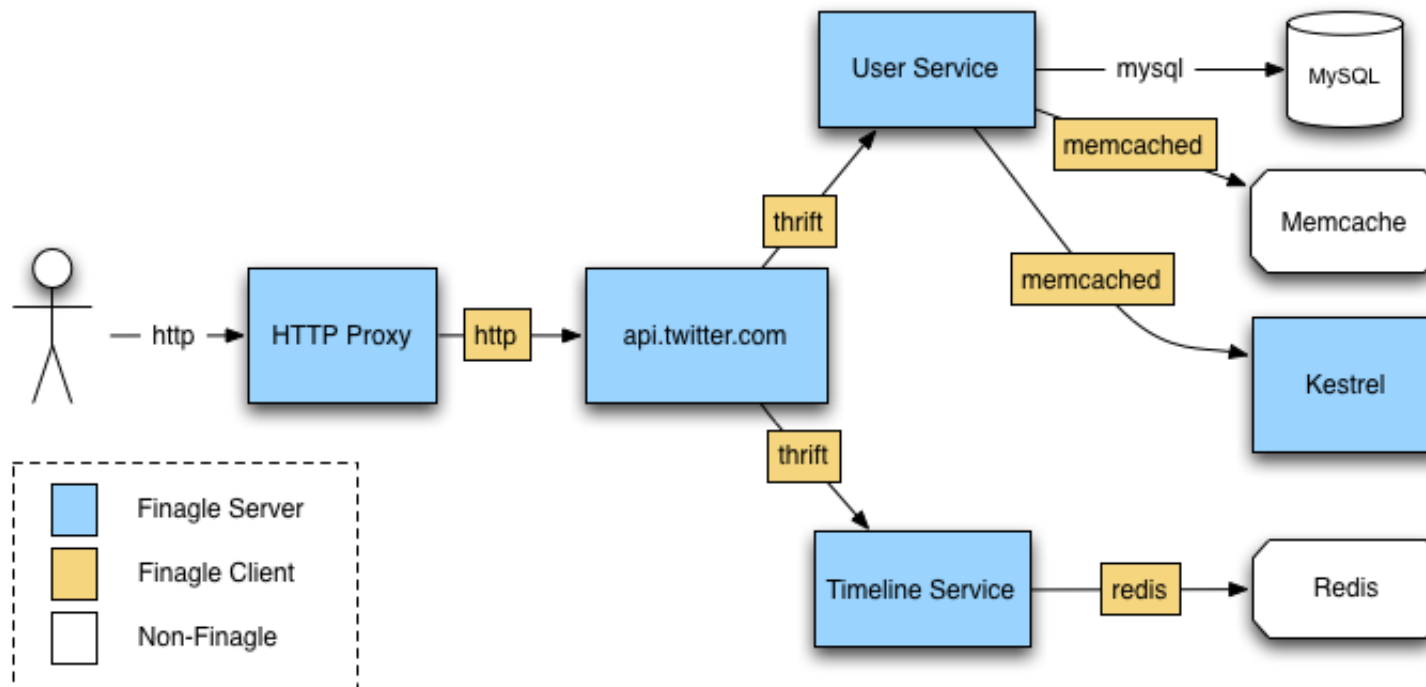 User Service
mysql
MySQL
memcached
Memcache
thrift
memcached
http
HTTP Proxy
http
api.twitter.com
Kestrel
thrift
Finagle Server
Finagle Client
Non-Finagle
Timeline Service
redis
Redis